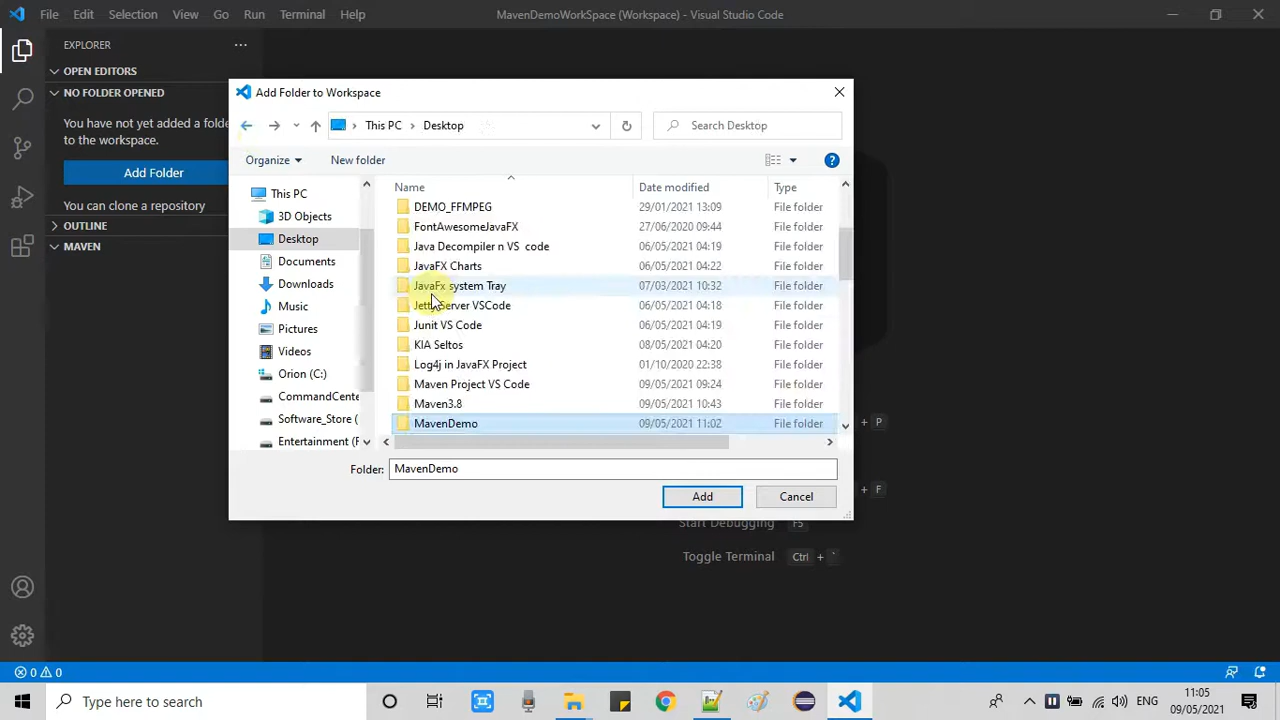 File Edit Selection View Go Run Terminal Help MavenDemoWorkSpace (Workspace) - Visual Studio Code
EXPLORER
OPEN EDITORS
NO FOLDER OPENED
You have not yet added a folde
to the workspace.
Add Folder
You can clone a repository
OUTLINE
MAVEN
Add Folder to Workspace
This PC Desktop Search Desktop
Organize New folder
This PC
3D Objects
Desktop
Documents
Downloads
Music
Pictures
Videos
Orion (C:)
CommandCente
Software_Store (
Entertainment (F
Name Date modified Type
DEMO_FFMPEG 29/01/2021 13:09 File folder
FontAwesomeJavaFX 27/06/2020 09:44 File folder
Java Decompiler n VS code 06/05/2021 04:19 File folder
JavaFX Charts 06/05/2021 04:22 File folder
JavaFx system Tray 07/03/2021 10:32 File folder
Jetty Server VSCode 06/05/2021 04:18 File folder
Junit VS Code 06/05/2021 04:19 File folder
KIA Seltos 08/05/2021 04:20 File folder
Log4j in JavaFX Project 01/10/2020 22:38 File folder
Maven Project VS Code 09/05/2021 09:24 File folder
Maven3.8 09/05/2021 10:43 File folder
MavenDemo 09/05/2021 11:02 File folder
Folder: MavenDemo
Add Cancel
+ P
+ F
Start Debugging F5
Toggle Terminal Ctrl + `
0 0
Type here to search
ENG
11:05
09/05/2021